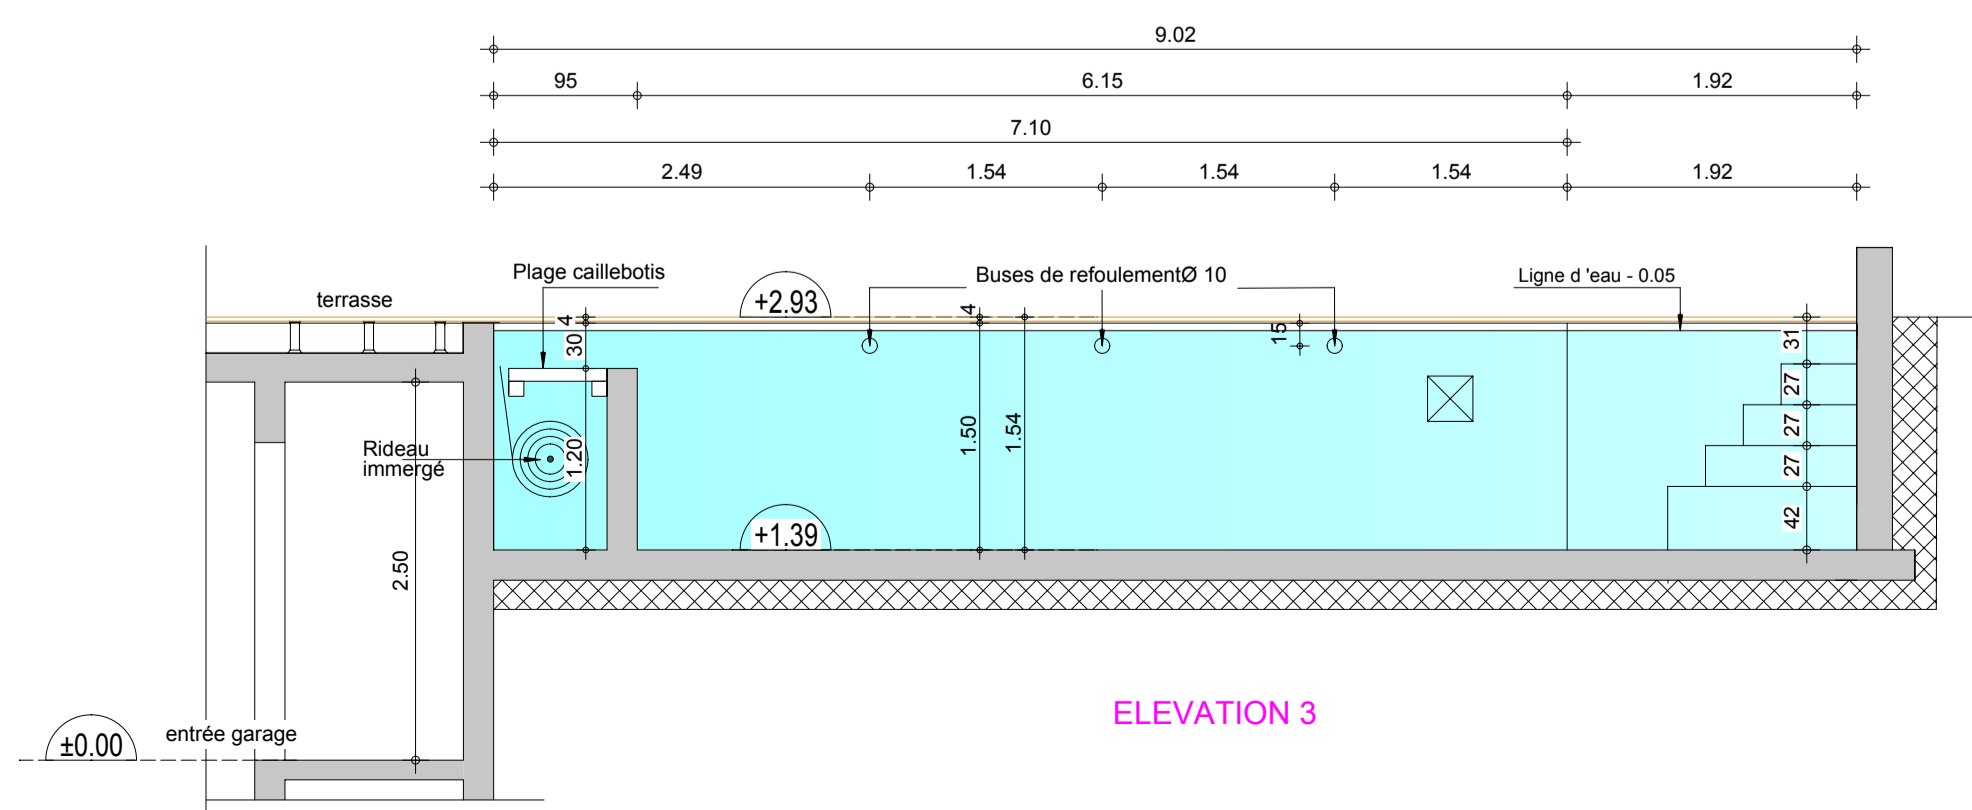 9.02
95 6.15 1.92
7.10
2.49 1.54 1.54 1.54 1.92
Plage caillebotis
Buses de refoulementØ 10
Ligne d 'eau - 0.05
terrasse
+2.93
4
30
1.20
4
1.50
1.54
15
31
27
27
27
42
Rideau
immergé
+1.39
2.50
entrée garage
±0.00
ELEVATION 3